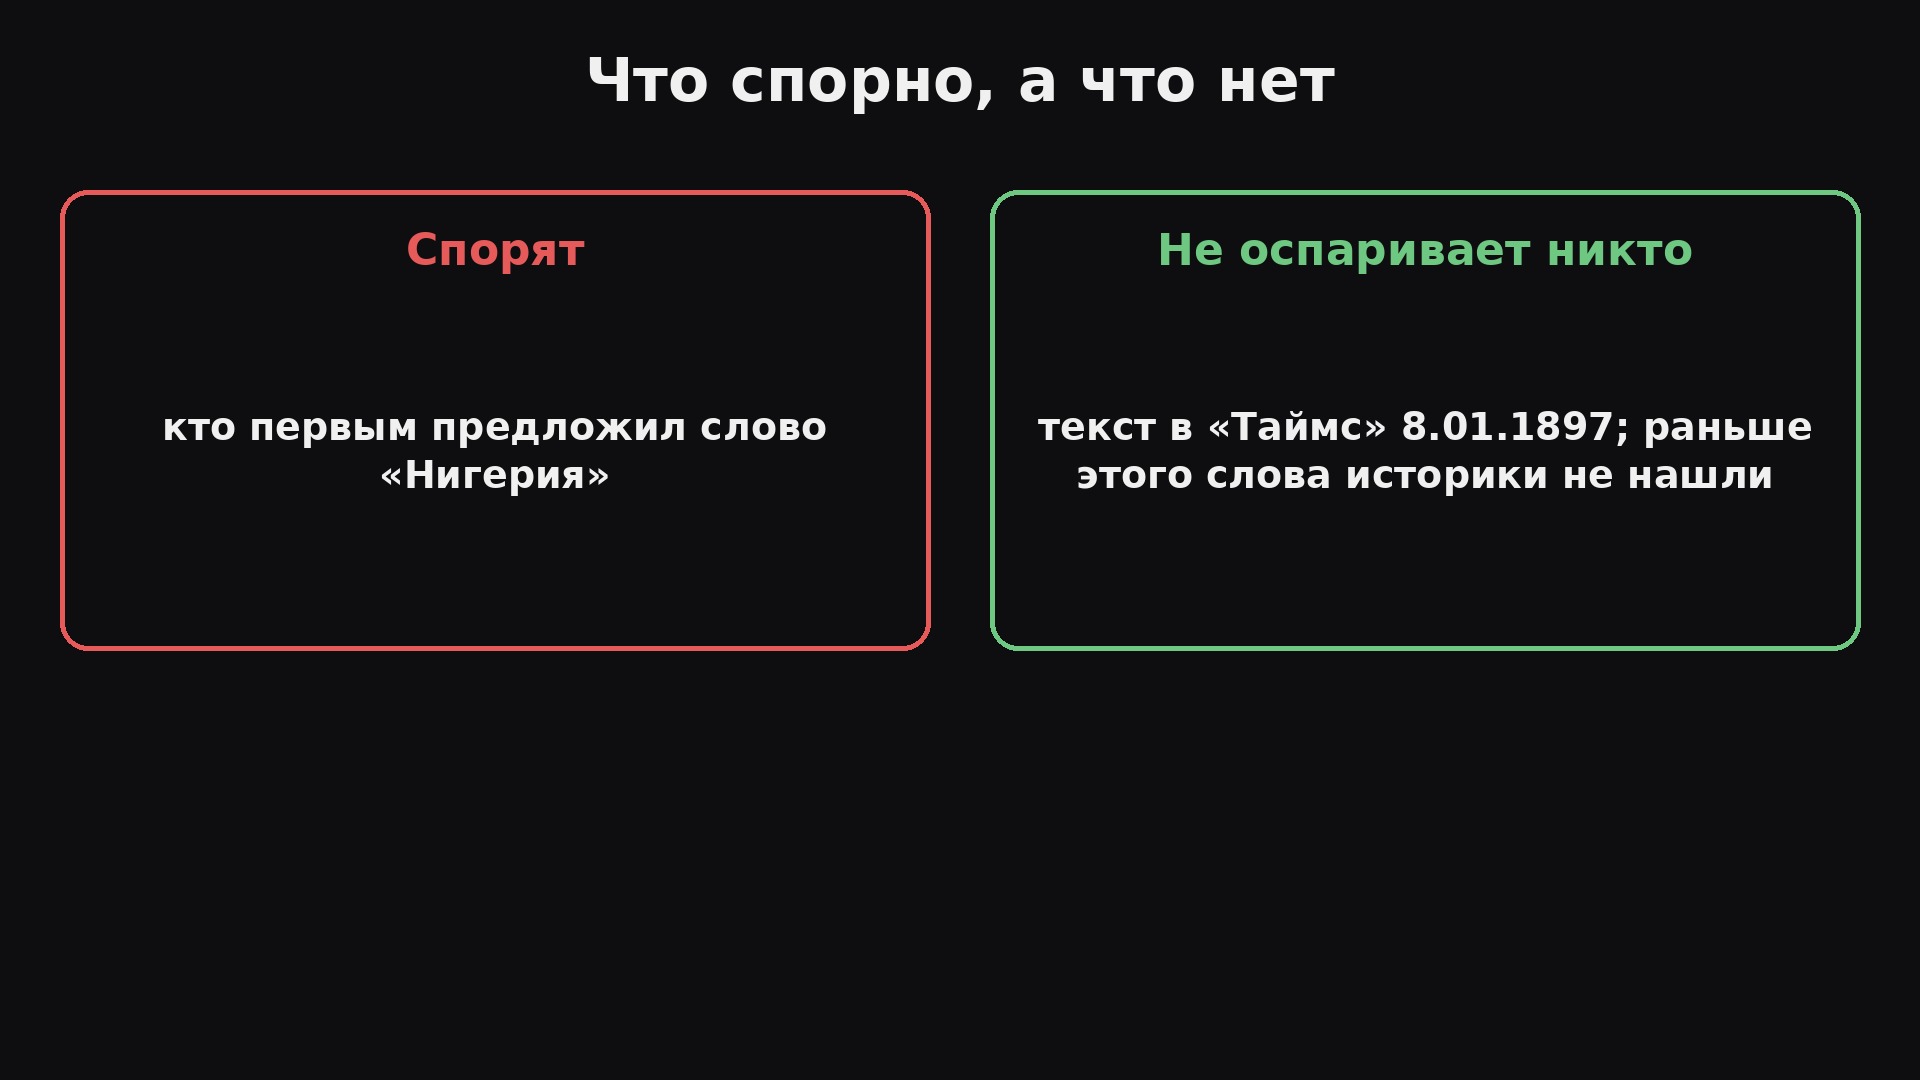 Что спорно, а что нет
Спорят
кто первым предложил слово
«Нигерия»
Не оспаривает никто
текст в «Таймс» 8.01.1897; раньше
этого слова историки не нашли